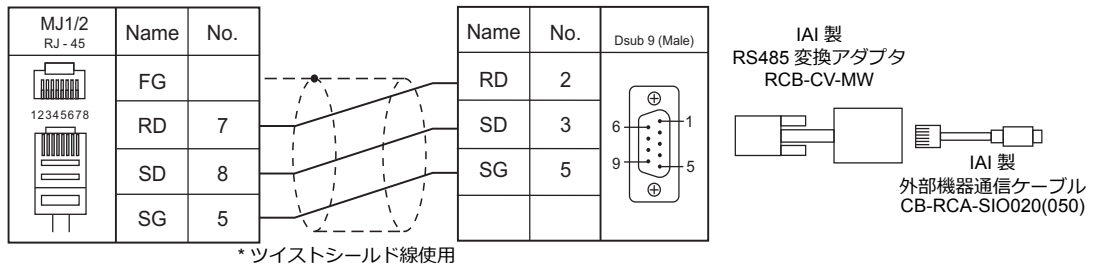 MJ1/2
RJ - 45
Name No.
12345678
FG
RD 7
SD 8
SG 5
Name No. Dsub 9 (Male)
RD 2
SD 3
SG 5
6 1
9 5
* ツイストシールド線使用
IAI 製
RS485 変換アダプタ
RCB-CV-MW
IAI 製
外部機器通信ケーブル
CB-RCA-SIO020(050)